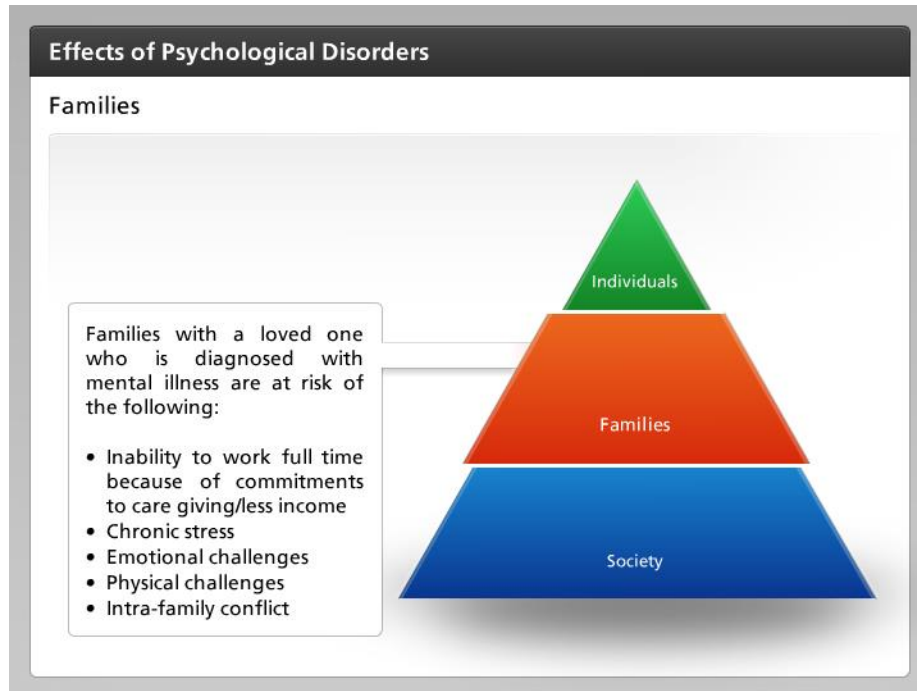 Effects of Psychological Disorders
Families
Individuals
Families with a loved one
who is diagnosed with
mental illness are at risk of
the following:
• Inability to work full time
because of commitments
to care giving/less income
• Chronic stress
• Emotional challenges
• Physical challenges
• Intra-family conflict
Families
Society